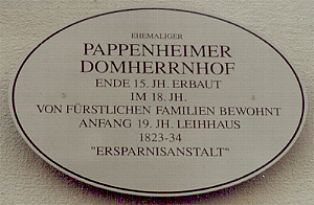 EHEMALIGER
PAPPENHEIMER
DOMHERRNHOF
ENDE 15. JH. ERBAUT
IM 18. JH.
VON FÜRSTLICHEN FAMILIEN BEWOHNT
ANFANG 19. JH. LEIHHAUS
1823-34
"ERSPARNISANSTALT"